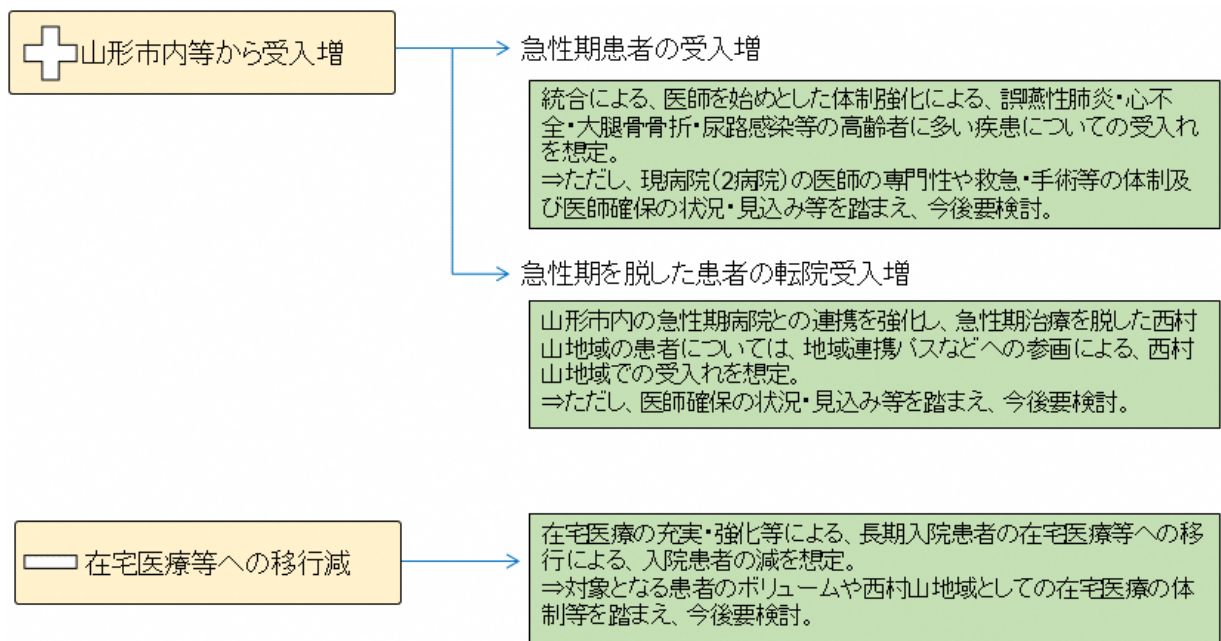 山形市内等から受入増
急性期患者の受入増
統合による、医師を始めとした体制強化による、誤嚥性肺炎・心不
全・大腿骨骨折・尿路感染等の高齢者に多い疾患についての受入れ
を想定。
⇒ただし、現病院(2病院)の医師の専門性や救急・手術等の体制及
び医師確保の状況・見込み等を踏まえ、今後要検討。
急性期を脱した患者の転院受入増
山形市内の急性期病院との連携を強化し、急性期治療を脱した西村
山地域の患者については、地域連携パスなどへの参画による、西村
山地域での受入れを想定。
⇒ただし、医師確保の状況・見込み等を踏まえ、今後要検討。
在宅医療等への移行減
在宅医療の充実・強化等による、長期入院患者の在宅医療等への移
行による、入院患者の減を想定。
⇒対象となる患者のボリュームや西村山地域としての在宅医療の体
制等を踏まえ、今後要検討。